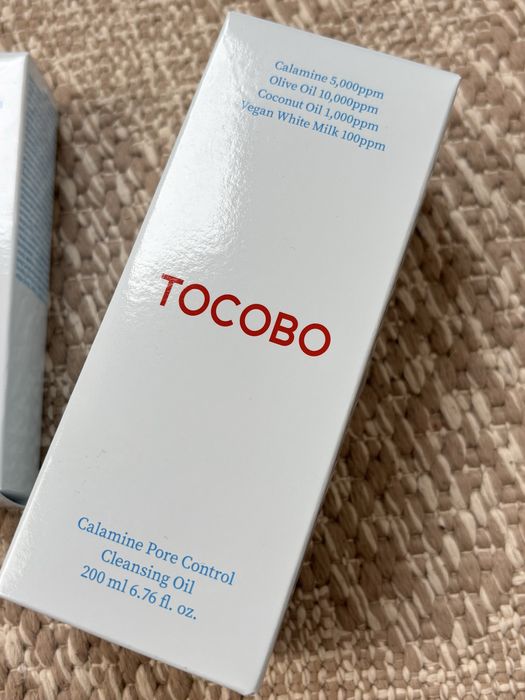 Calamine 5,000ppm
Olive Oil 10,000ppm
Coconut Oil 1,000ppm
Vegan White Milk 100ppm
TOCOBO
Calamine Pore Control
Cleansing Oil
200 ml 6.76 fl. oz.